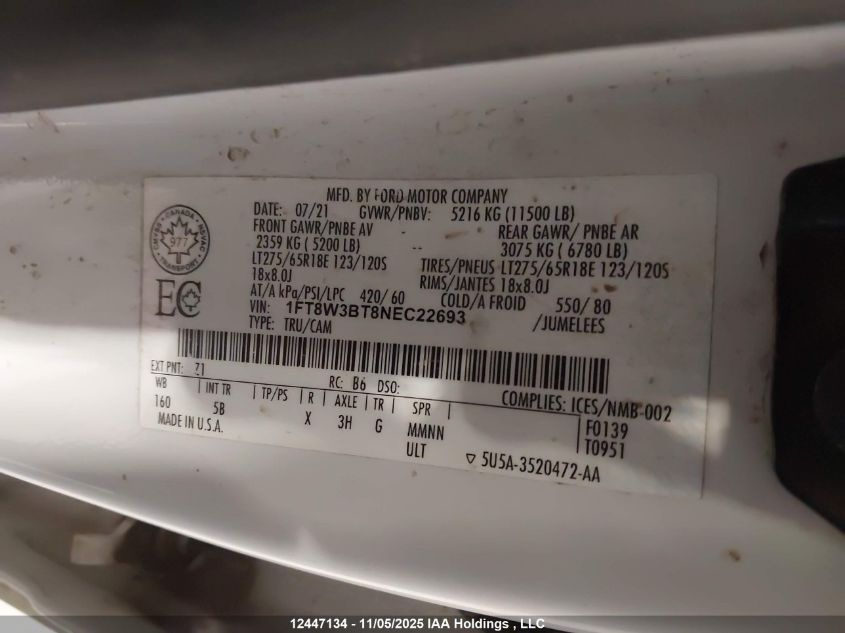 MFD. BY FORD MOTOR COMPANY
DATE: 07/21 GVWR/PNBV: 5216 KG (11500 LB)
FRONT GAWR/PNBE AV REAR GAWR/ PNBE AR
2359 KG ( 5200 LB) 3075 KG ( 6780 LB)
LT275/65R18E 123/120S TIRES/PNEUS LT275/65R18E 123/120S
18x8.0J RIMS/JANTES 18x8.0J
AT/A kPa/PSI/LPC 420/ 60 COLD/A FROID 550/ 80
VIN: 1FT8W3BT8NEC22693 /JUMELEES
TYPE: TRU/CAM
CANADA
977
TRANSPORT
EC
EXT PNT: Z1 RC: B6 DSO: COMPLIES: ICES/NMB-002
WB INT TR TP/PS R AXLE TR SPR F0139
160 5B X 3H G MMNN T0951
MADE IN U.S.A. ULT ▽ 5U5A-3520472-AA
12447134 - 11/05/2025 IAA Holdings , LLC